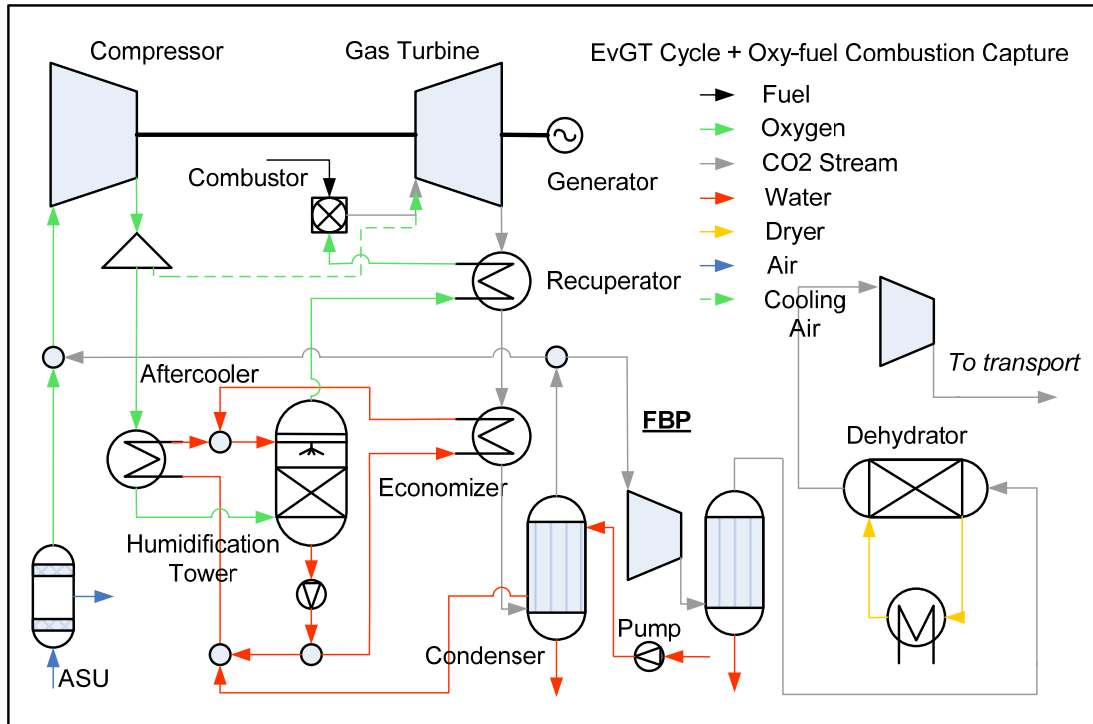 Compressor
Gas Turbine
EvGT Cycle + Oxy-fuel Combustion Capture
Fuel
Oxygen
CO2 Stream
Water
Dryer
Air
Cooling
Air
Combustor
Generator
Recuperator
Aftercooler
To transport
FBP
Dehydrator
Economizer
Humidification
Tower
Pump
Condenser
ASU